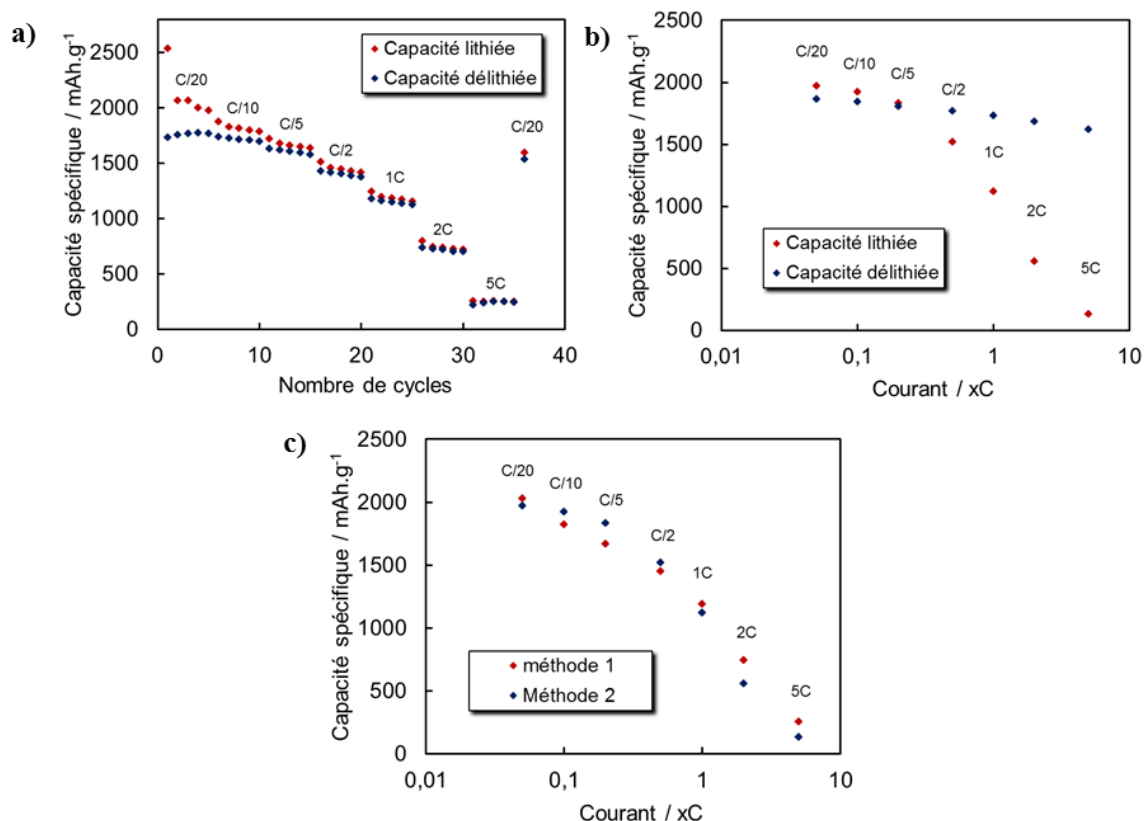 a)
Capacité spécifique / mAh.g-1
2500
2000
1500
1000
500
0
C/20
C/10
C/5
C/2
1C
2C
5C
C/20
Capacité lithiée
Capacité délithiée
0
10
20
30
40
Nombre de cycles
b)
Capacité spécifique / mAh.g-1
2500
2000
1500
1000
500
0
C/20
C/10
C/5
C/2
1C
2C
5C
Capacité lithiée
Capacité délithiée
0,01
0,1
1
10
Courant / xC
c)
Capacité spécifique / mAh.g-1
2500
2000
1500
1000
500
0
C/20
C/10
C/5
C/2
1C
2C
5C
méthode 1
Méthode 2
0,01
0,1
1
10
Courant / xC